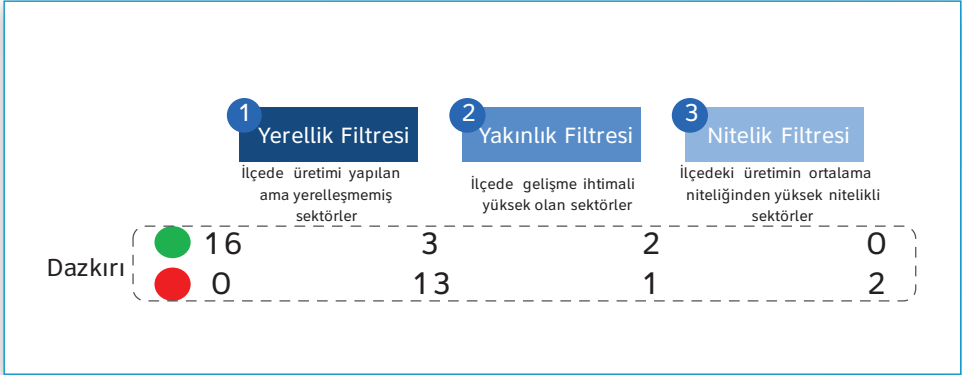 1
Yerellik Filtresi
İlçede üretimi yapılan
ama yerelleşmemiş
sektörler
2
Yakınlık Filtresi
İlçede gelişme ihtimali
yüksek olan sektörler
3
Nitelik Filtresi
İlçedeki üretimin ortalama
niteliğinden yüksek nitelikli
sektörler
Dazkırı
16 3 2 0
0 13 1 2